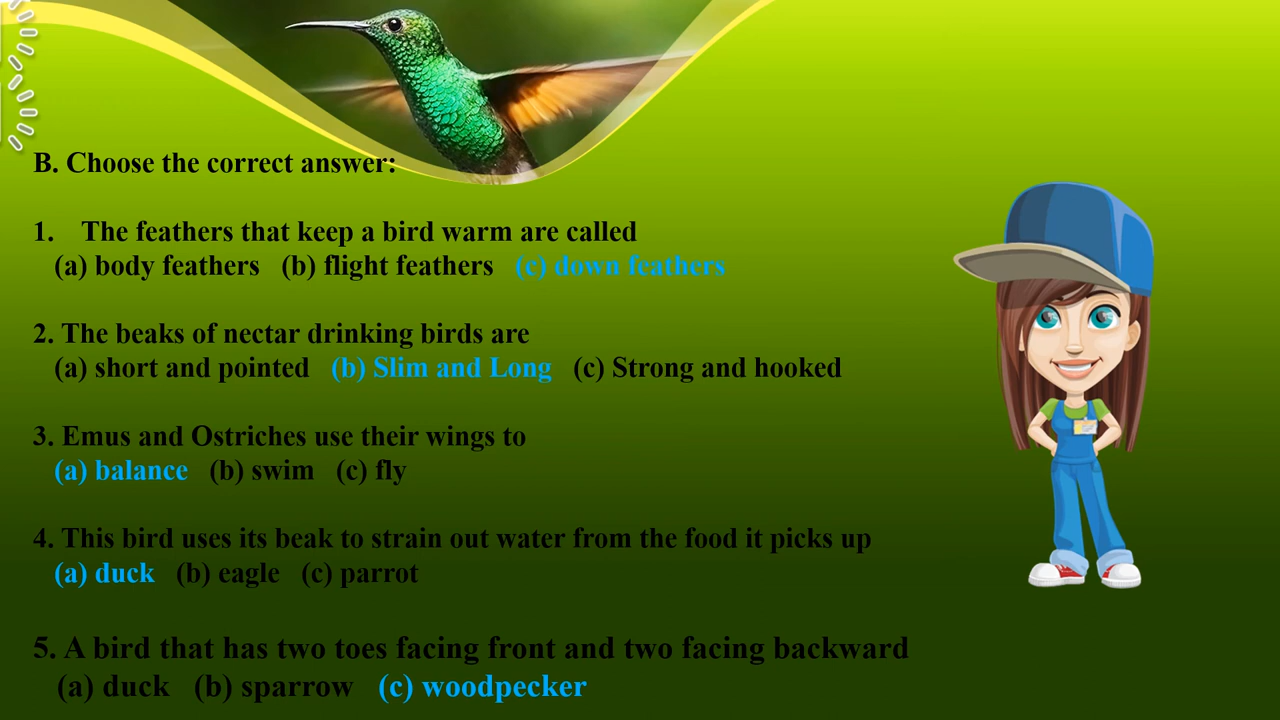 B. Choose the correct answer:
1. The feathers that keep a bird warm are called
(a) body feathers (b) flight feathers (c) down feathers
2. The beaks of nectar drinking birds are
(a) short and pointed (b) Slim and Long (c) Strong and hooked
3. Emus and Ostriches use their wings to
(a) balance (b) swim (c) fly
4. This bird uses its beak to strain out water from the food it picks up
(a) duck (b) eagle (c) parrot
5. A bird that has two toes facing front and two facing backward
(a) duck (b) sparrow (c) woodpecker